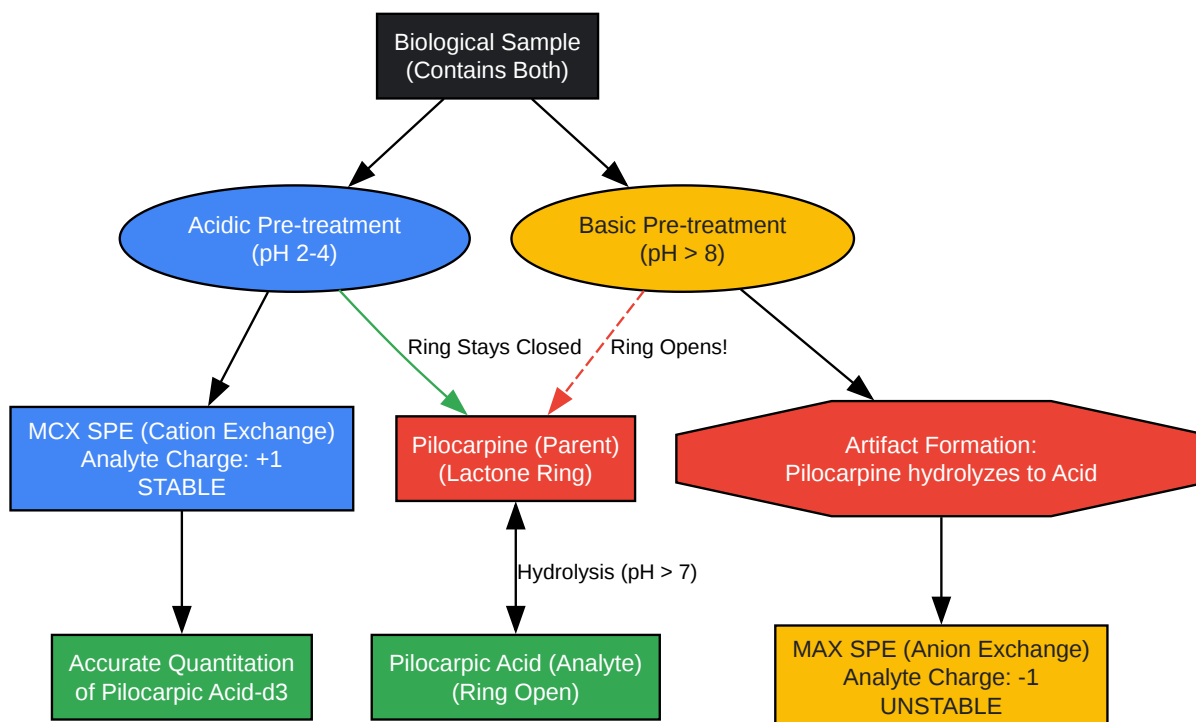 Biological Sample
(Contains Both)
Acidic Pre-treatment
(pH 2-4)
Basic Pre-treatment
(pH > 8)
Ring Stays Closed
Ring Opens!
MCX SPE (Cation Exchange)
Analyte Charge: +1
STABLE
Pilocarpine (Parent)
(Lactone Ring)
Artifact Formation:
Pilocarpine hydrolyzes to Acid
Hydrolysis (pH > 7)
Accurate Quantitation
of Pilocarpic Acid-d3
Pilocarpic Acid (Analyte)
(Ring Open)
MAX SPE (Anion Exchange)
Analyte Charge: -1
UNSTABLE